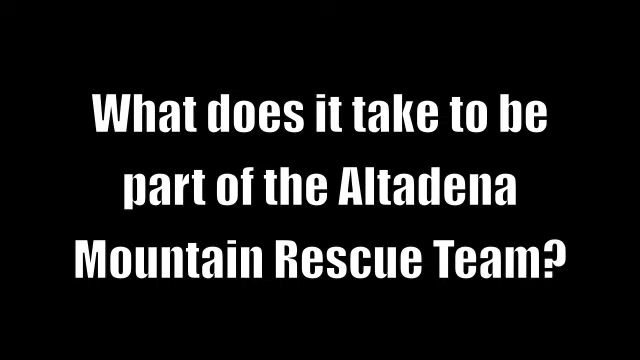 What does it take to be
part of the Altadena
Mountain Rescue Team?